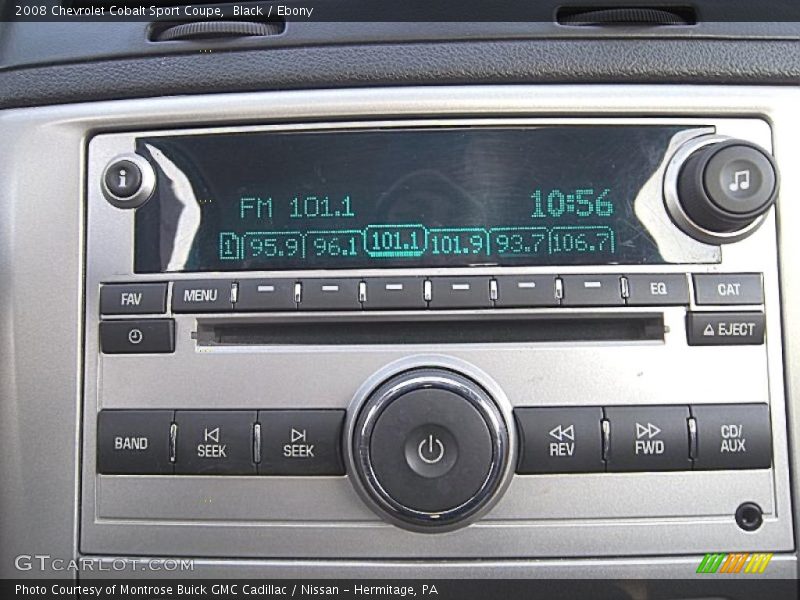 2008 Chevrolet Cobalt Sport Coupe, Black / Ebony
i
FM 101.1 10:56
1 95.9 96.1 101.1 101.9 93.7 106.7
FAV MENU EQ CAT
EJECT
BAND SEEK SEEK REV FWD CD/
AUX
GTCarLot.com
Photo Courtesy of Montrose Buick GMC Cadillac / Nissan - Hermitage, PA